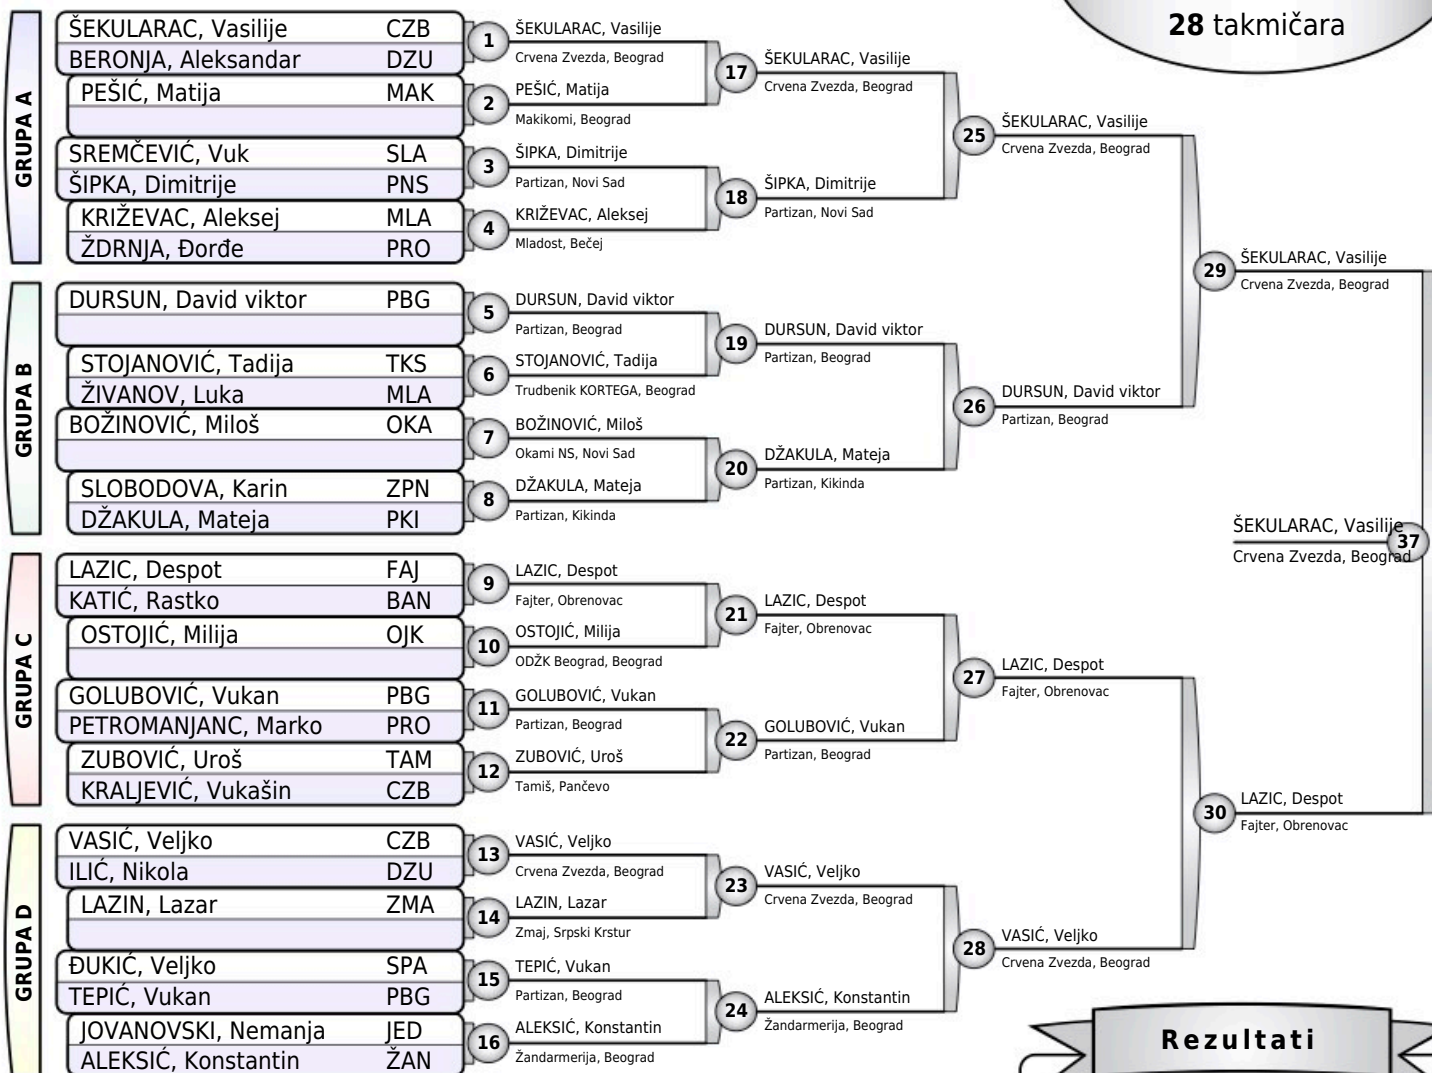 28 takmičara
GRUPA A
ŠEKULARAC, Vasilije CZB
BERONJA, Aleksandar DZU
PEŠIĆ, Matija MAK
SREMČEVIĆ, Vuk SLA
ŠIPKA, Dimitrije PNS
KRIŽEVAC, Aleksej MLA
ŽDRNJA, Đorđe PRO
GRUPA B
DURSUN, David viktor PBG
STOJANOVIĆ, Tadija TKS
ŽIVANOV, Luka MLA
BOŽINOVIĆ, Miloš OKA
SLOBODOVA, Karin ZPN
DŽAKULA, Mateja PKI
GRUPA C
LAZIC, Despot FAJ
KATIĆ, Rastko BAN
OSTOJIĆ, Milija OJK
GOLUBOVIĆ, Vukan PBG
PETROMANJANC, Marko PRO
ZUBOVIĆ, Uroš TAM
KRALJEVIĆ, Vukašin CZB
GRUPA D
VASIĆ, Veljko CZB
ILIĆ, Nikola DZU
LAZIN, Lazar ZMA
ĐUKIĆ, Veljko SPA
TEPIĆ, Vukan PBG
JOVANOVSKI, Nemanja JED
ALEKSIĆ, Konstantin ŽAN
1 ŠEKULARAC, Vasilije
Crvena Zvezda, Beograd
2 PEŠIĆ, Matija
Makikomi, Beograd
3 ŠIPKA, Dimitrije
Partizan, Novi Sad
4 KRIŽEVAC, Aleksej
Mladost, Bečej
5 DURSUN, David viktor
Partizan, Beograd
6 STOJANOVIĆ, Tadija
Trudbenik KORTEGA, Beograd
7 BOŽINOVIĆ, Miloš
Okami NS, Novi Sad
8 DŽAKULA, Mateja
Partizan, Kikinda
9 LAZIC, Despot
Fajter, Obrenovac
10 OSTOJIĆ, Milija
ODŽK Beograd, Beograd
11 GOLUBOVIĆ, Vukan
Partizan, Beograd
12 ZUBOVIĆ, Uroš
Tamiš, Pančevo
13 VASIĆ, Veljko
Crvena Zvezda, Beograd
14 LAZIN, Lazar
Zmaj, Srpski Krstur
15 TEPIĆ, Vukan
Partizan, Beograd
16 ALEKSIĆ, Konstantin
Žandarmerija, Beograd
17 ŠEKULARAC, Vasilije
Crvena Zvezda, Beograd
18 ŠIPKA, Dimitrije
Partizan, Novi Sad
19 DURSUN, David viktor
Partizan, Beograd
20 DŽAKULA, Mateja
Partizan, Kikinda
21 LAZIC, Despot
Fajter, Obrenovac
22 GOLUBOVIĆ, Vukan
Partizan, Beograd
23 VASIĆ, Veljko
Crvena Zvezda, Beograd
24 ALEKSIĆ, Konstantin
Žandarmerija, Beograd
25 ŠEKULARAC, Vasilije
Crvena Zvezda, Beograd
26 DURSUN, David viktor
Partizan, Beograd
27 LAZIC, Despot
Fajter, Obrenovac
28 VASIĆ, Veljko
Crvena Zvezda, Beograd
29 ŠEKULARAC, Vasilije
Crvena Zvezda, Beograd
30 LAZIC, Despot
Fajter, Obrenovac
ŠEKULARAC, Vasilije 37
Crvena Zvezda, Beograd
Rezultati